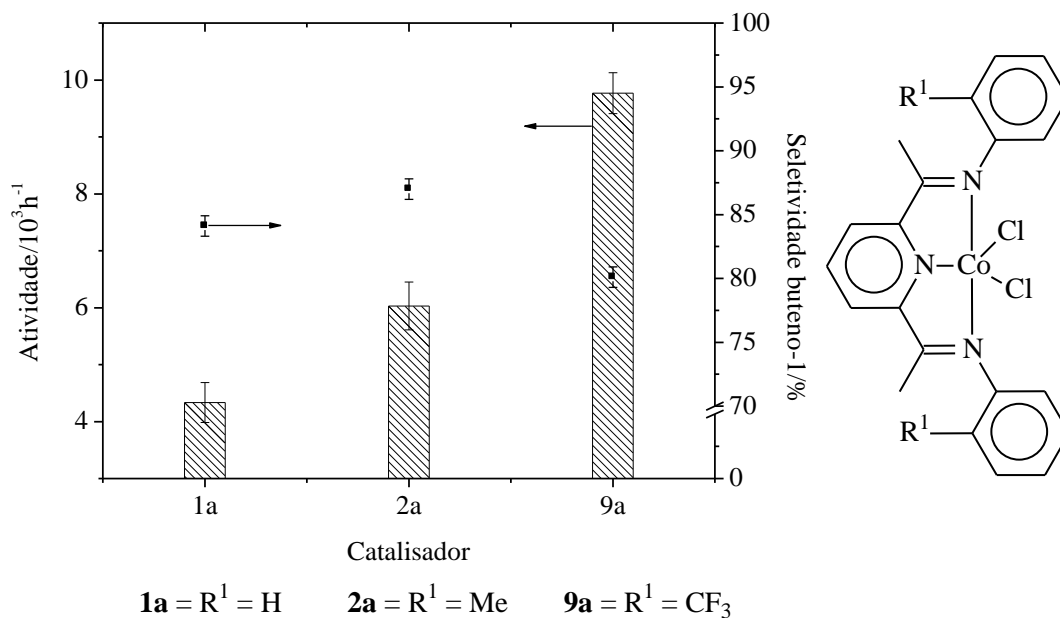 Atividade/10³h⁻¹
10
8
6
4
100
95
90
85
80
75
70
0
Seletividade buteno-1/%
1a
2a
9a
Catalisador
1a = R¹ = H 2a = R¹ = Me 9a = R¹ = CF₃
R¹
N
Cl
N
Co
Cl
N
R¹